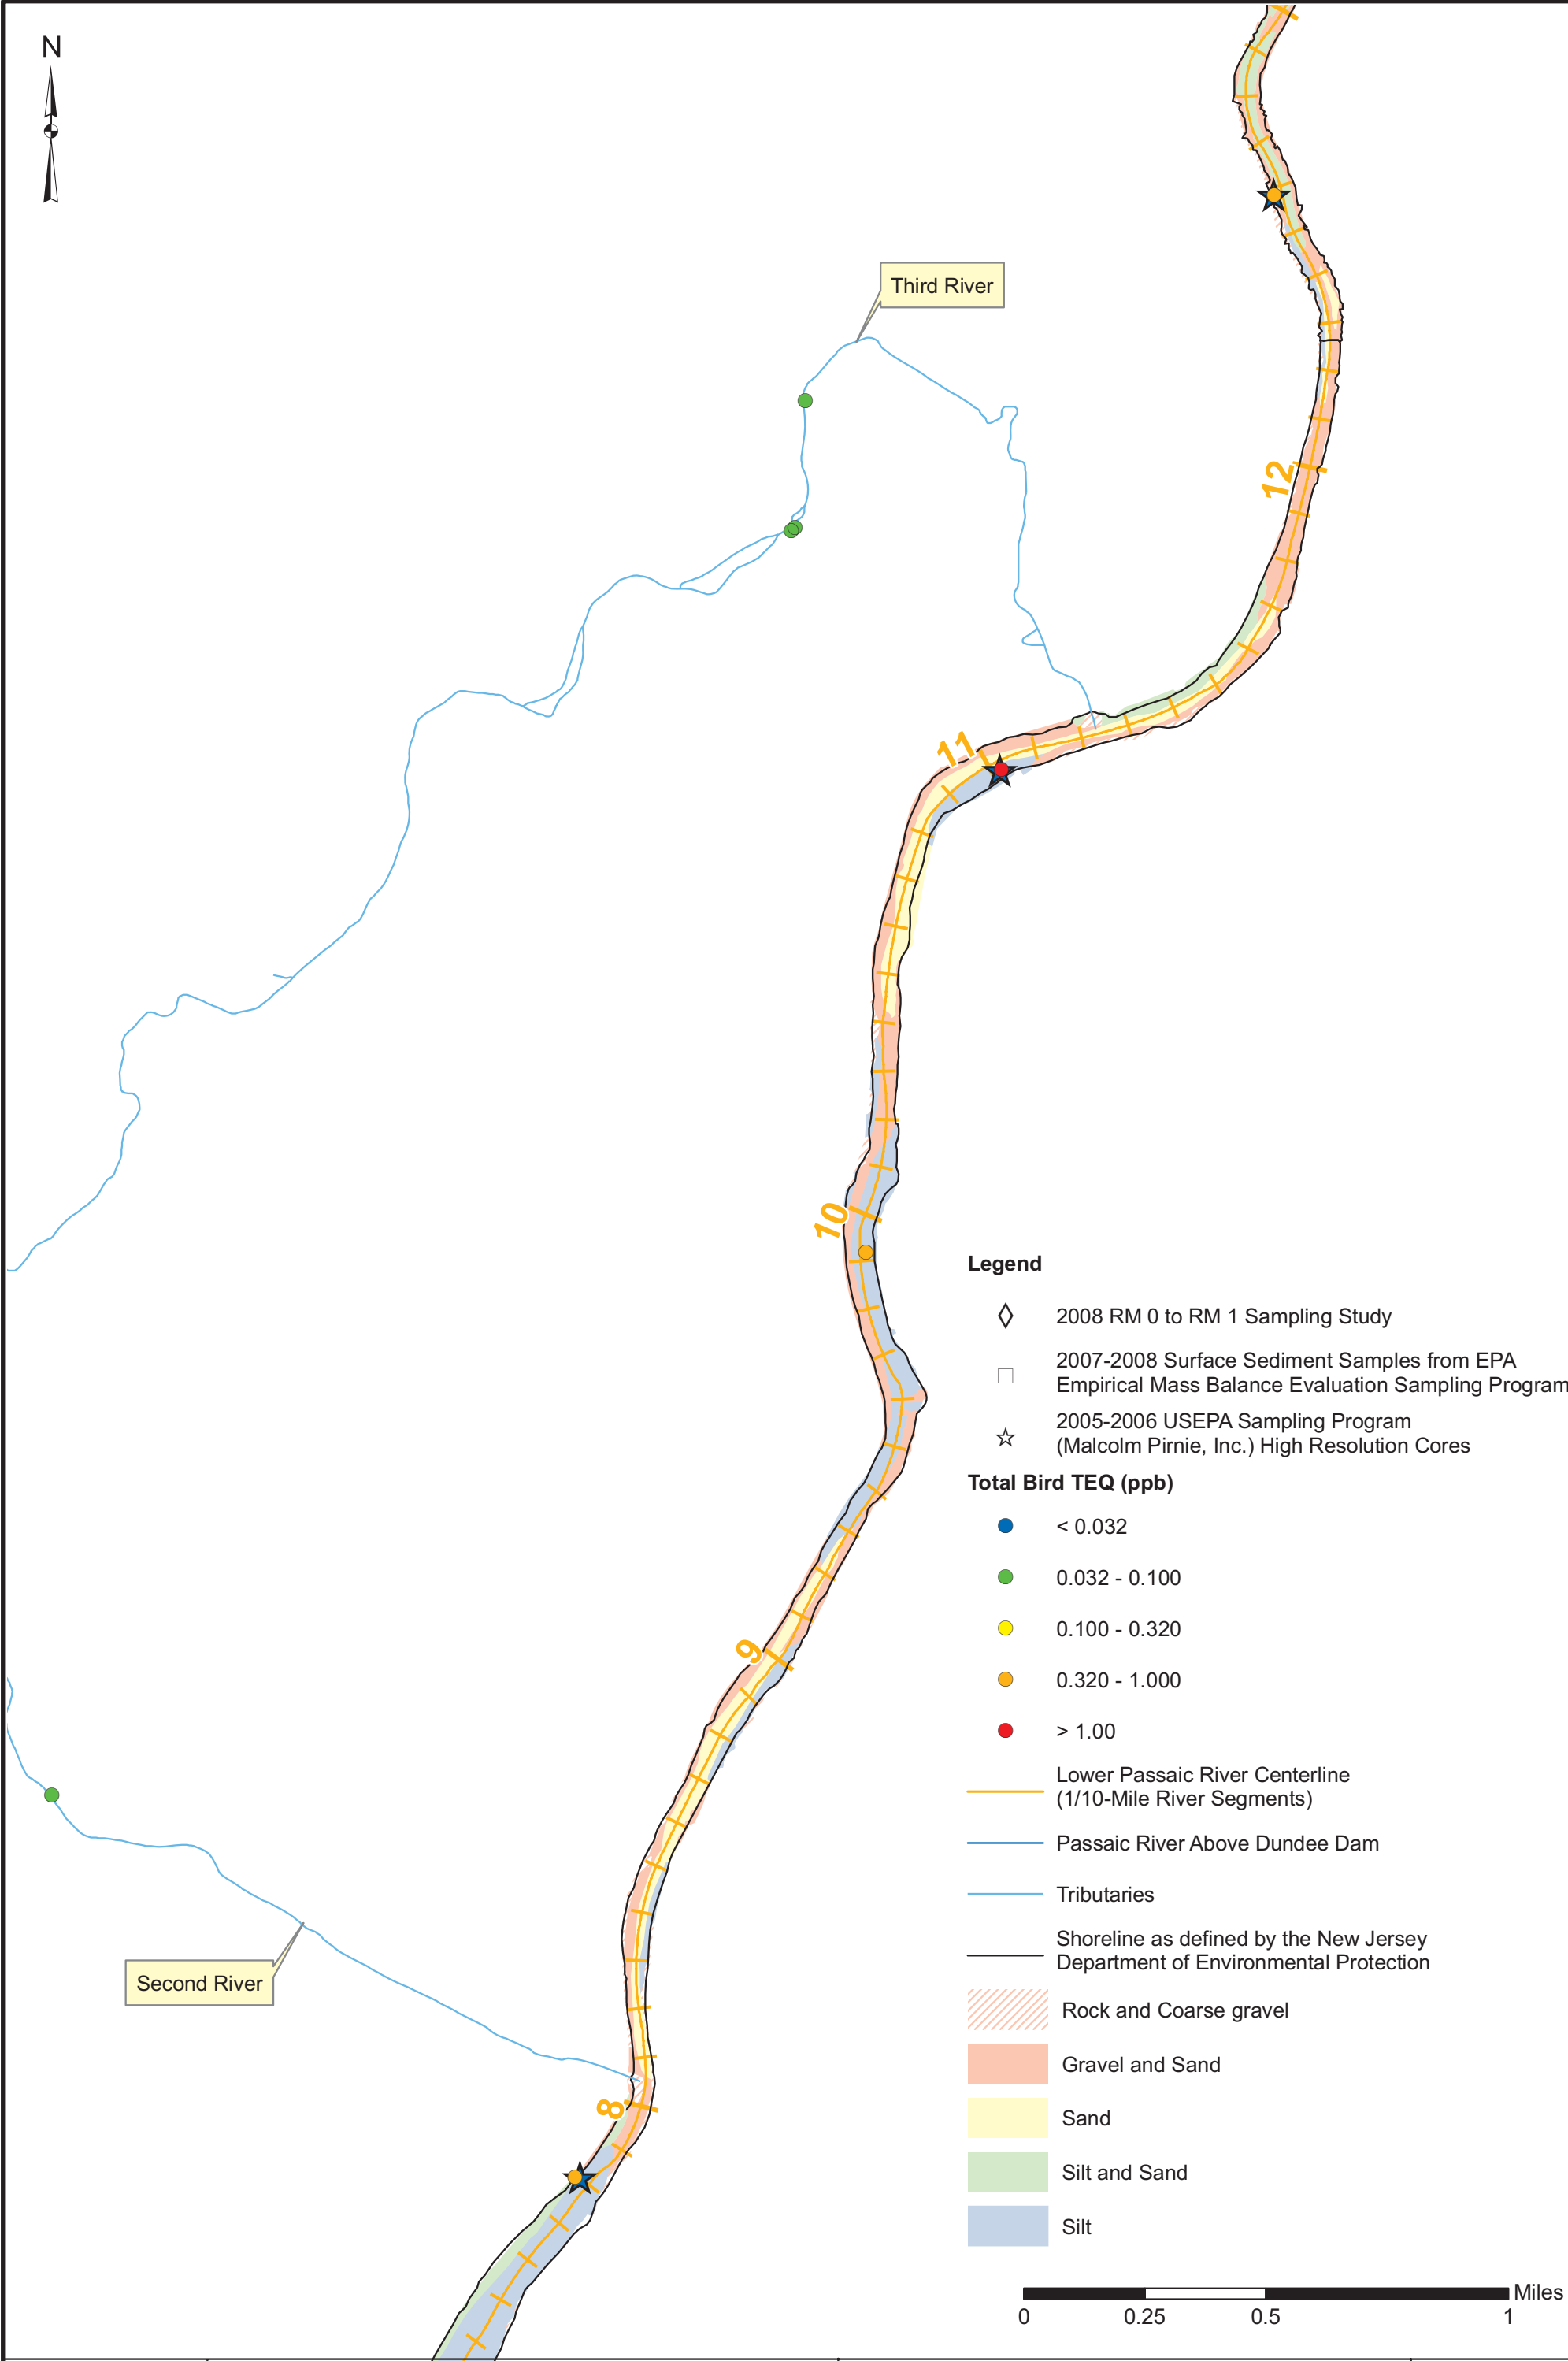 N
Third River
12
11
10
9
8
Second River
Legend
2008 RM 0 to RM 1 Sampling Study
2007-2008 Surface Sediment Samples from EPA
Empirical Mass Balance Evaluation Sampling Program
2005-2006 USEPA Sampling Program
(Malcolm Pirnie, Inc.) High Resolution Cores
Total Bird TEQ (ppb)
< 0.032
0.032 - 0.100
0.100 - 0.320
0.320 - 1.000
> 1.00
Lower Passaic River Centerline
(1/10-Mile River Segments)
Passaic River Above Dundee Dam
Tributaries
Shoreline as defined by the New Jersey
Department of Environmental Protection
Rock and Coarse gravel
Gravel and Sand
Sand
Silt and Sand
Silt
Miles
0 0.25 0.5 1